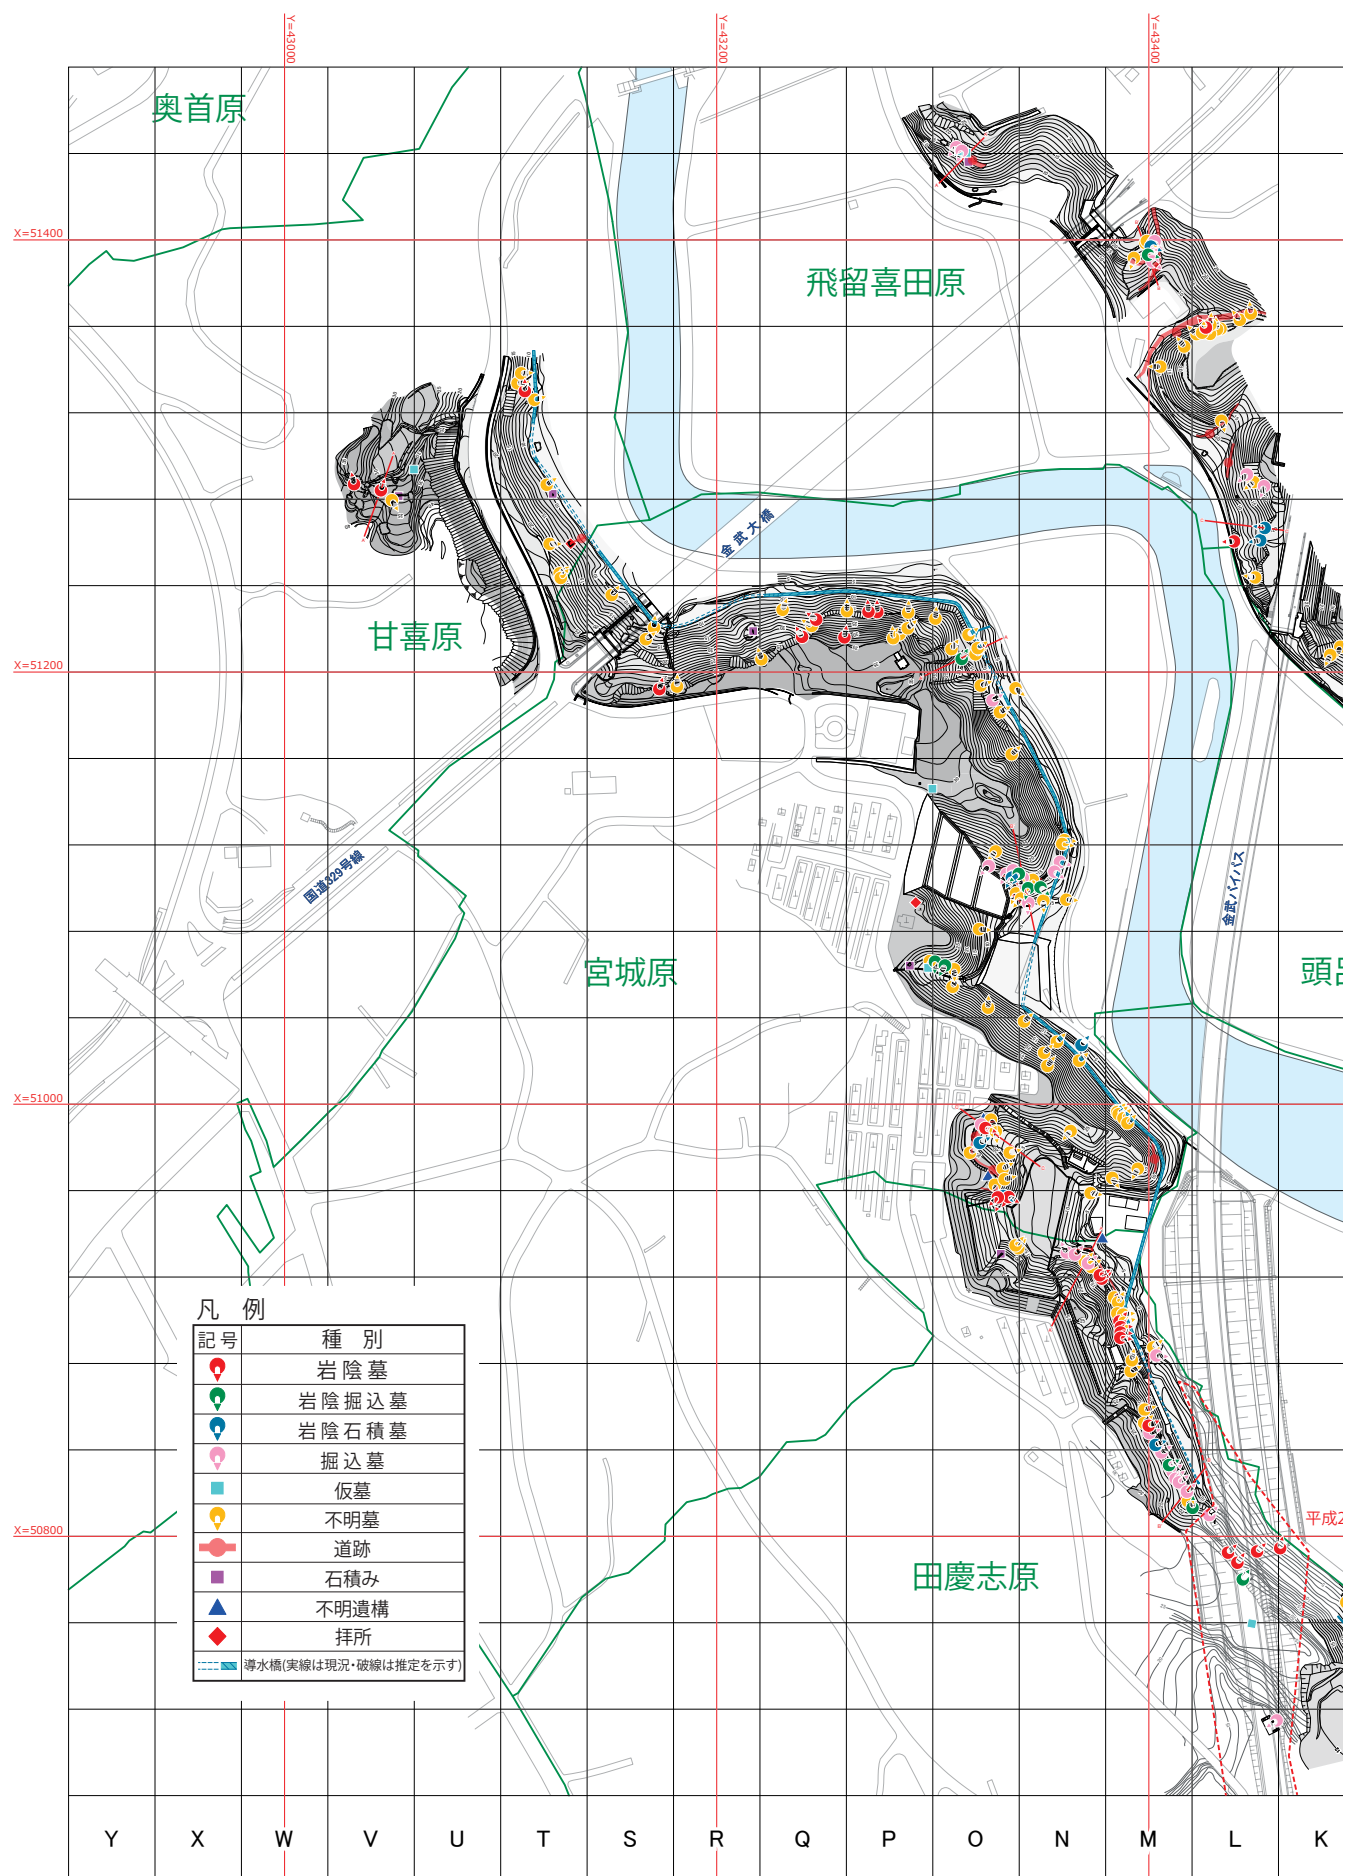 Y=43000
Y=43200
Y=43400
奥首原
X=51400
飛留喜田原
金武大橋
甘喜原
X=51200
国道329号線
金武バイパス
宮城原
頭
X=51000
凡 例
記号 種 別
岩陰墓
岩陰掘込墓
岩陰石積墓
掘込墓
仮墓
不明墓
道跡
石積み
不明遺構
拝所
導水橋(実線は現況・破線は推定を示す)
X=50800
平成2
田慶志原
Y X W V U T S R Q P O N M L K